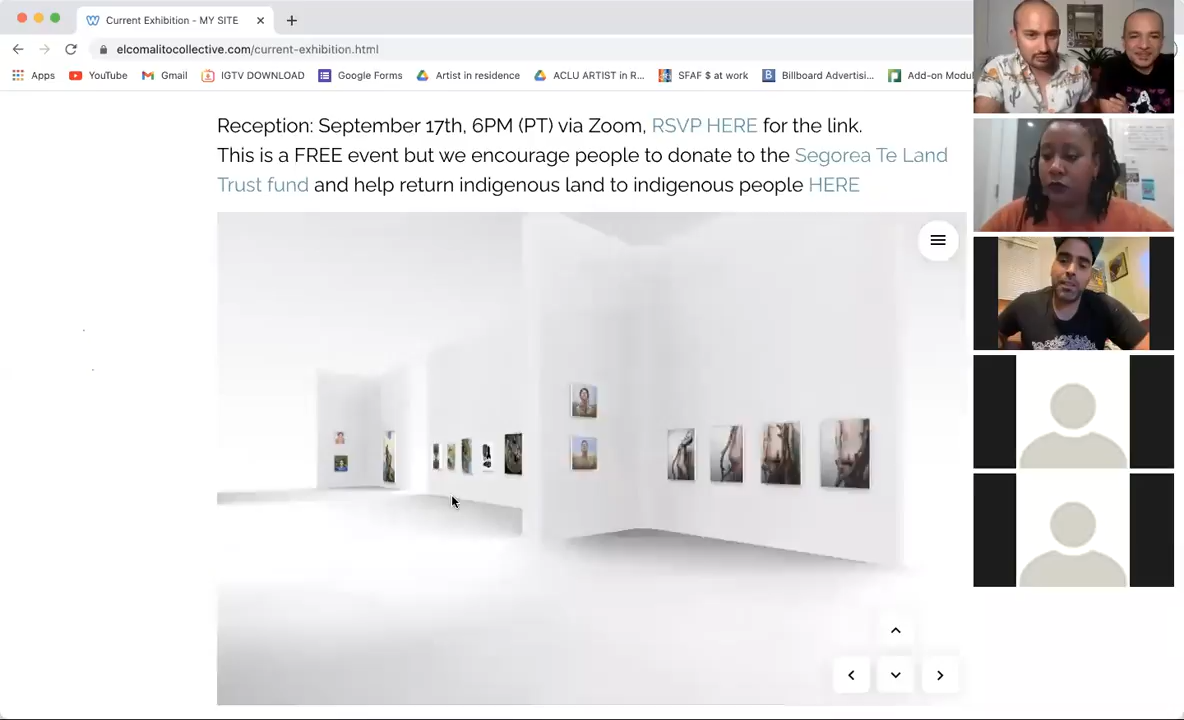 Current Exhibition - MY SITE
elcomalitocollective.com/current-exhibition.html
Apps YouTube Gmail IGTV DOWNLOAD Google Forms Artist in residence ACLU ARTIST in R... SFAF $ at work Billboard Advertisi... Add-on Modul
Reception: September 17th, 6PM (PT) via Zoom, RSVP HERE for the link.
This is a FREE event but we encourage people to donate to the Segorea Te Land
Trust fund and help return indigenous land to indigenous people HERE